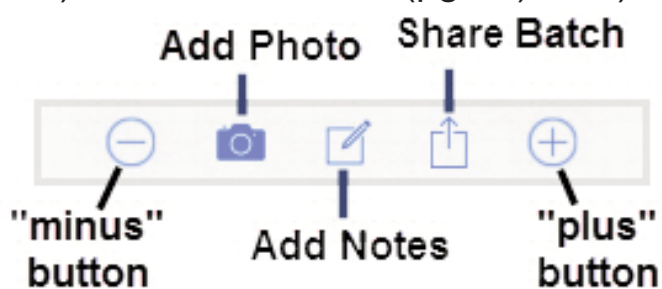 Add Photo
Share Batch
"minus"
button
Add Notes
"plus"
button